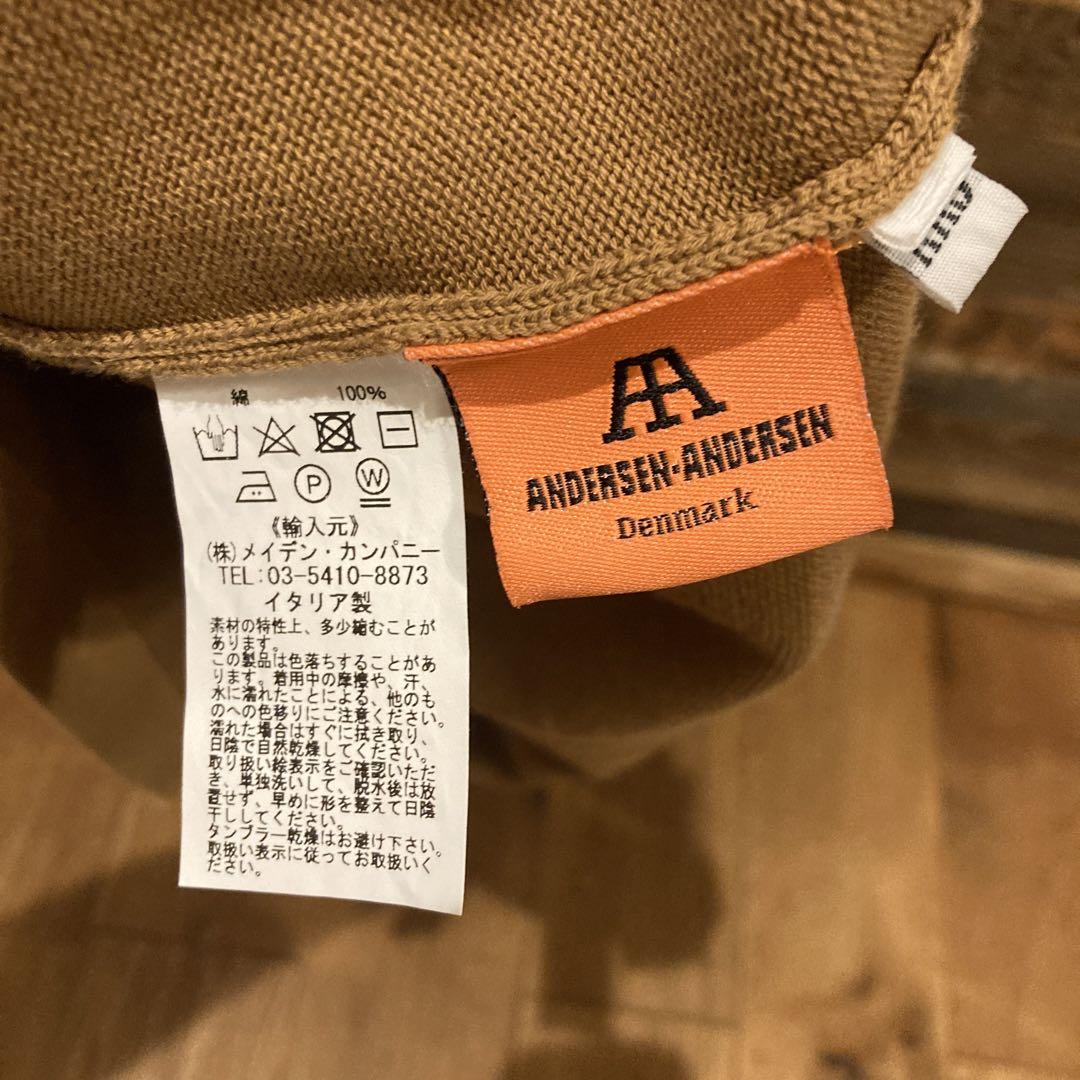 綿 100%
P W
《輸入元》
(株)メイデン・カンパニー
TEL:03-5410-8873
イタリア製
素材の特性上、多少縮むことが
あります。
この製品は色落ちすることがあ
ります。着用中の摩擦や、汗、
水に濡れたことによる、他のも
のへの色移りにご注意ください。
濡れた場合はすぐに拭き取り、
日陰で自然乾燥してください。
取り扱い絵表示をご確認いただ
き、単独洗いして、脱水後は放
置せず、早めに形を整えて日陰
干ししてください。
タンブラー乾燥はお避け下さい。
取扱い表示に従ってお取扱いく
ださい。
AA
ANDERSEN-ANDERSEN
Denmark